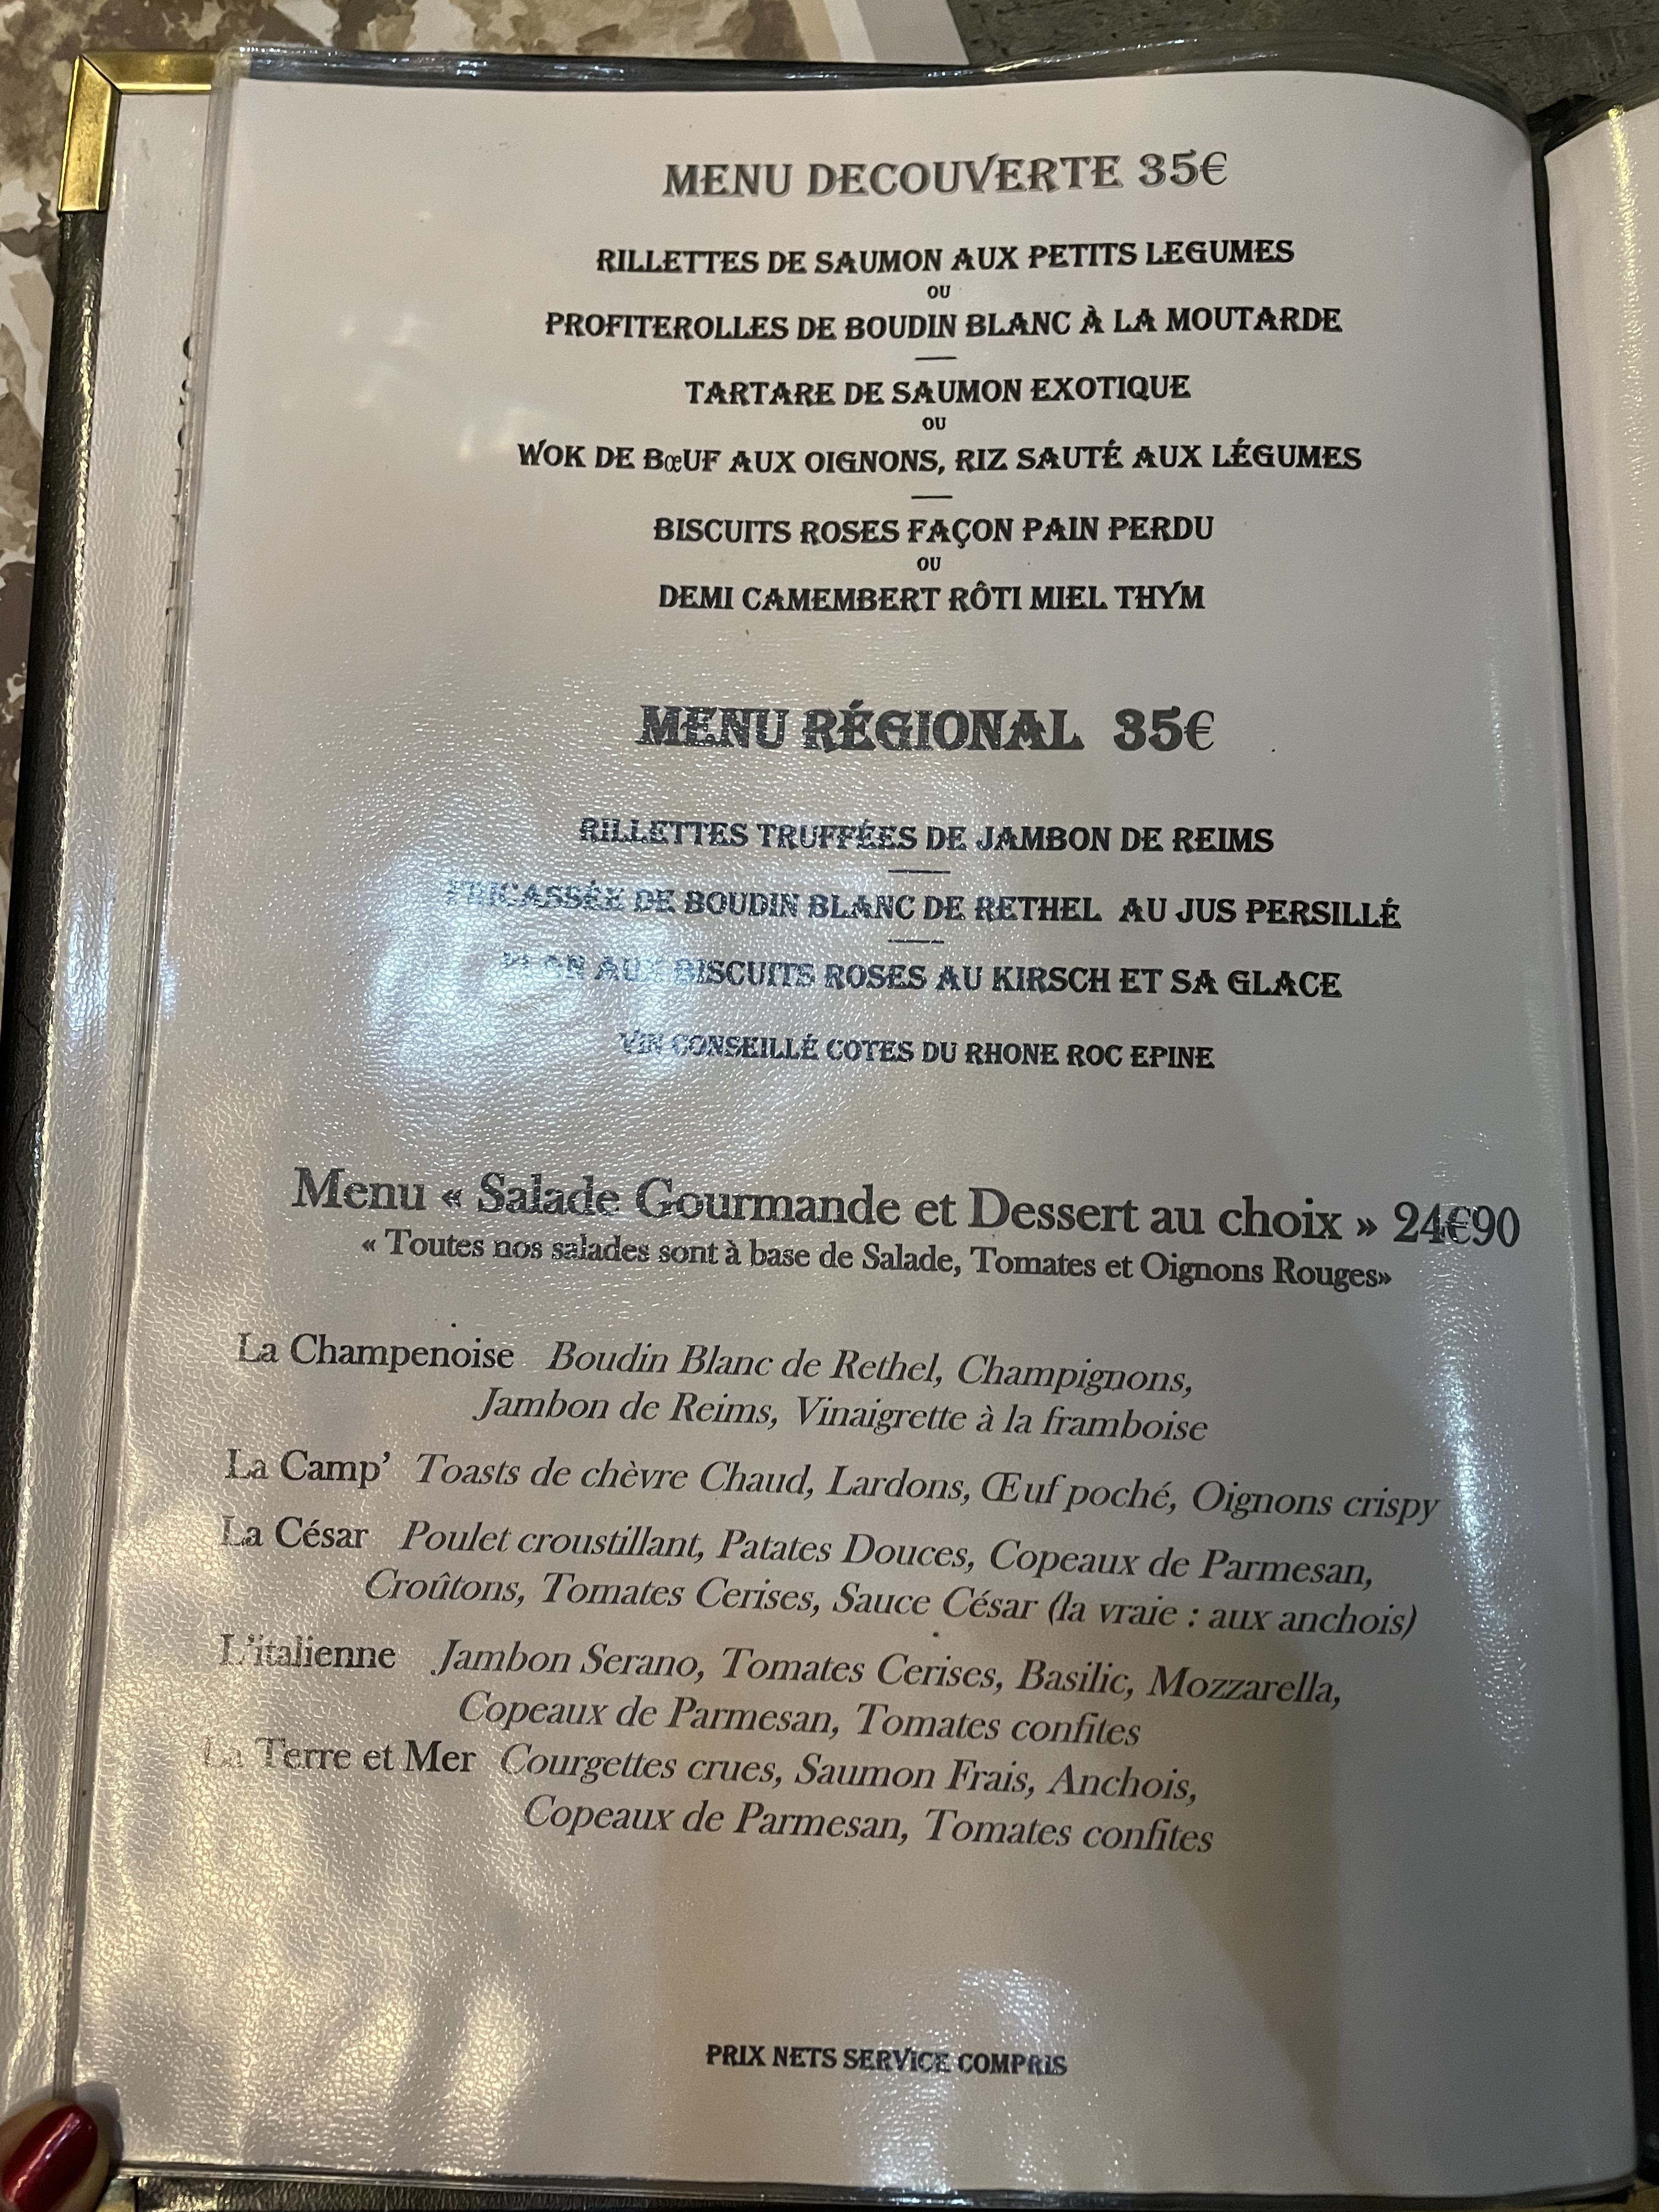 MENU DECOUVERTE 35€
RILLETTES DE SAUMON AUX PETITS LEGUMES
OU
PROFITEROLLES DE BOUDIN BLANC À LA MOUTARDE
TARTARE DE SAUMON EXOTIQUE
OU
WOK DE BœUF AUX OIGNONS, RIZ SAUTÉ AUX LÉGUMES
BISCUITS ROSES FAÇON PAIN PERDU
OU
DEMI CAMEMBERT RÔTI MIEL THYM
MENU RÉGIONAL 35€
RILLETTES TRUFFÉES DE JAMBON DE REIMS
FRICASSÉE DE BOUDIN BLANC DE RETHEL AU JUS PERSILLÉ
FLAN AUX BISCUITS ROSES AU KIRSCH ET SA GLACE
VIN CONSEILLÉ COTES DU RHONE ROC EPINE
Menu « Salade Gourmande et Dessert au choix » 24€90
« Toutes nos salades sont à base de Salade, Tomates et Oignons Rouges»
La Champenoise Boudin Blanc de Rethel, Champignons,
Jambon de Reims, Vinaigrette à la framboise
La Camp’ Toasts de chèvre Chaud, Lardons, Œuf poché, Oignons crispy
La César Poulet croustillant, Patates Douces, Copeaux de Parmesan,
Croûtons, Tomates Cerises, Sauce César (la vraie : aux anchois)
L’italienne Jambon Serano, Tomates Cerises, Basilic, Mozzarella,
Copeaux de Parmesan, Tomates confites
La Terre et Mer Courgettes crues, Saumon Frais, Anchois,
Copeaux de Parmesan, Tomates confites
PRIX NETS SERVICE COMPRIS